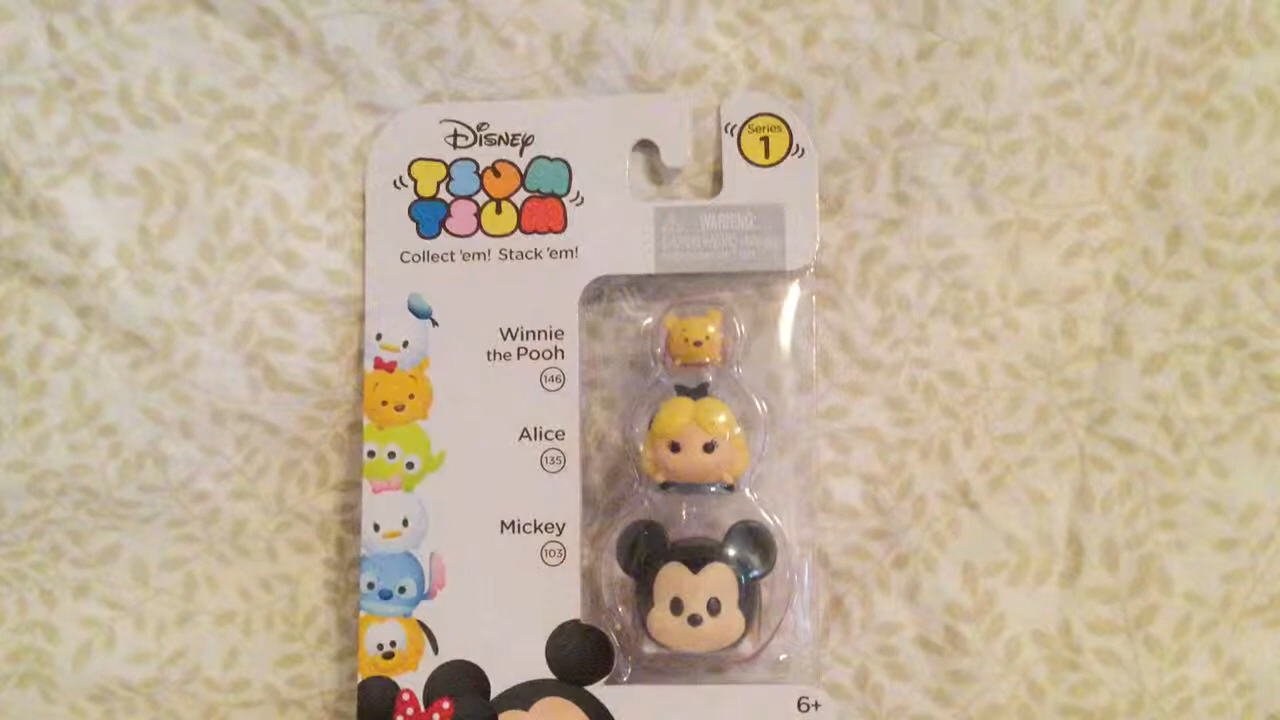 Disney
TSUM
TSUM
Collect 'em! Stack 'em!
Series
1
WARNING:
Winnie
the Pooh
146
Alice
135
Mickey
103
6+